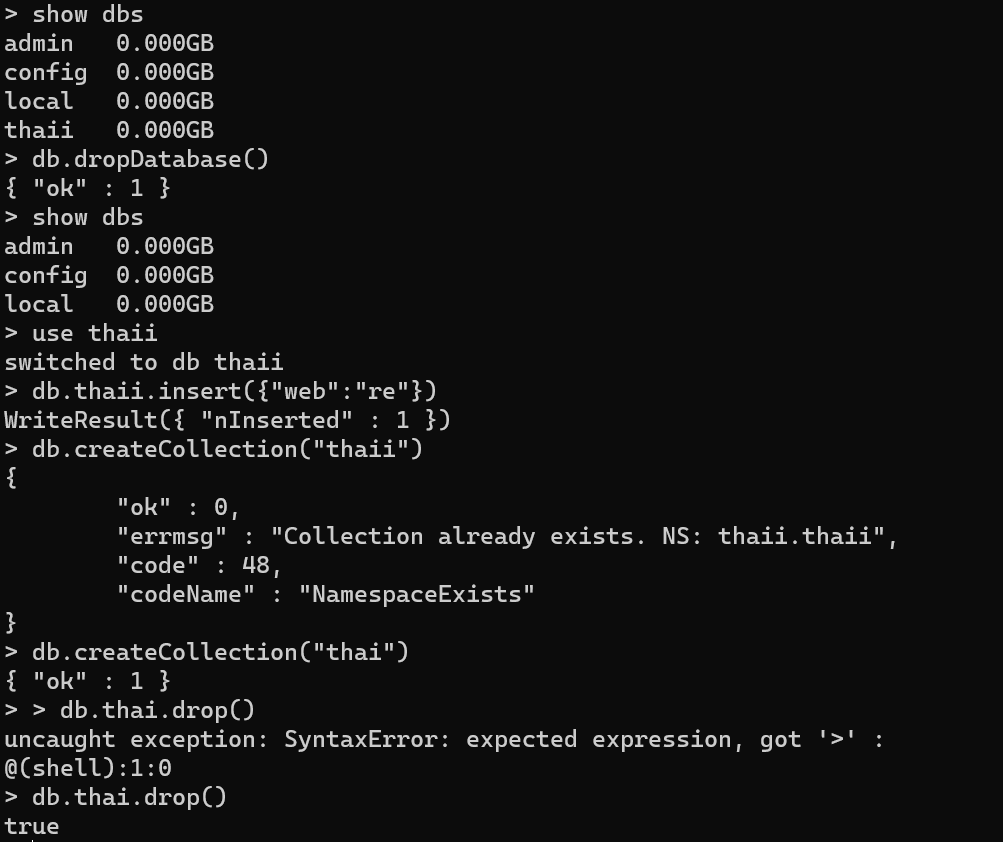 > show dbs
admin   0.000GB
config  0.000GB
local   0.000GB
thaii   0.000GB
> db.dropDatabase()
{ "ok" : 1 }
> show dbs
admin   0.000GB
config  0.000GB
local   0.000GB
> use thaii
switched to db thaii
> db.thaii.insert({"web":"re"})
WriteResult({ "nInserted" : 1 })
> db.createCollection("thaii")
{
        "ok" : 0,
        "errmsg" : "Collection already exists. NS: thaii.thaii",
        "code" : 48,
        "codeName" : "NamespaceExists"
}
> db.createCollection("thai")
{ "ok" : 1 }
> > db.thai.drop()
uncaught exception: SyntaxError: expected expression, got '>' :
@(shell):1:0
> db.thai.drop()
true